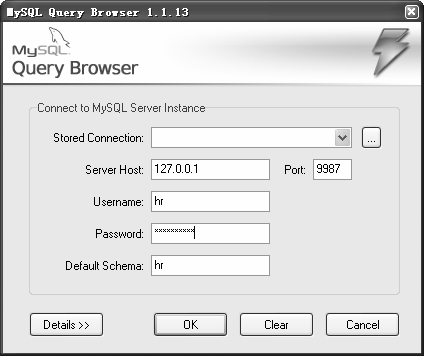 MySQL Query Browser 1.1.13
MySQL
Query Browser
Connect to MySQL Server Instance
Stored Connection:
...
Server Host: 127.0.0.1 Port: 9987
Username: hr
Password: **********
Default Schema: hr
Details >> OK Clear Cancel